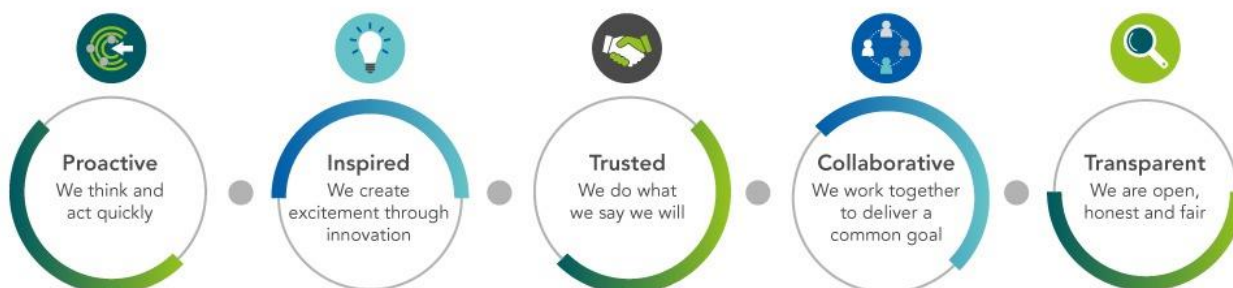 Proactive
We think and
act quickly
Inspired
We create
excitement through
innovation
Trusted
We do what
we say we will
Collaborative
We work together
to deliver a
common goal
Transparent
We are open,
honest and fair